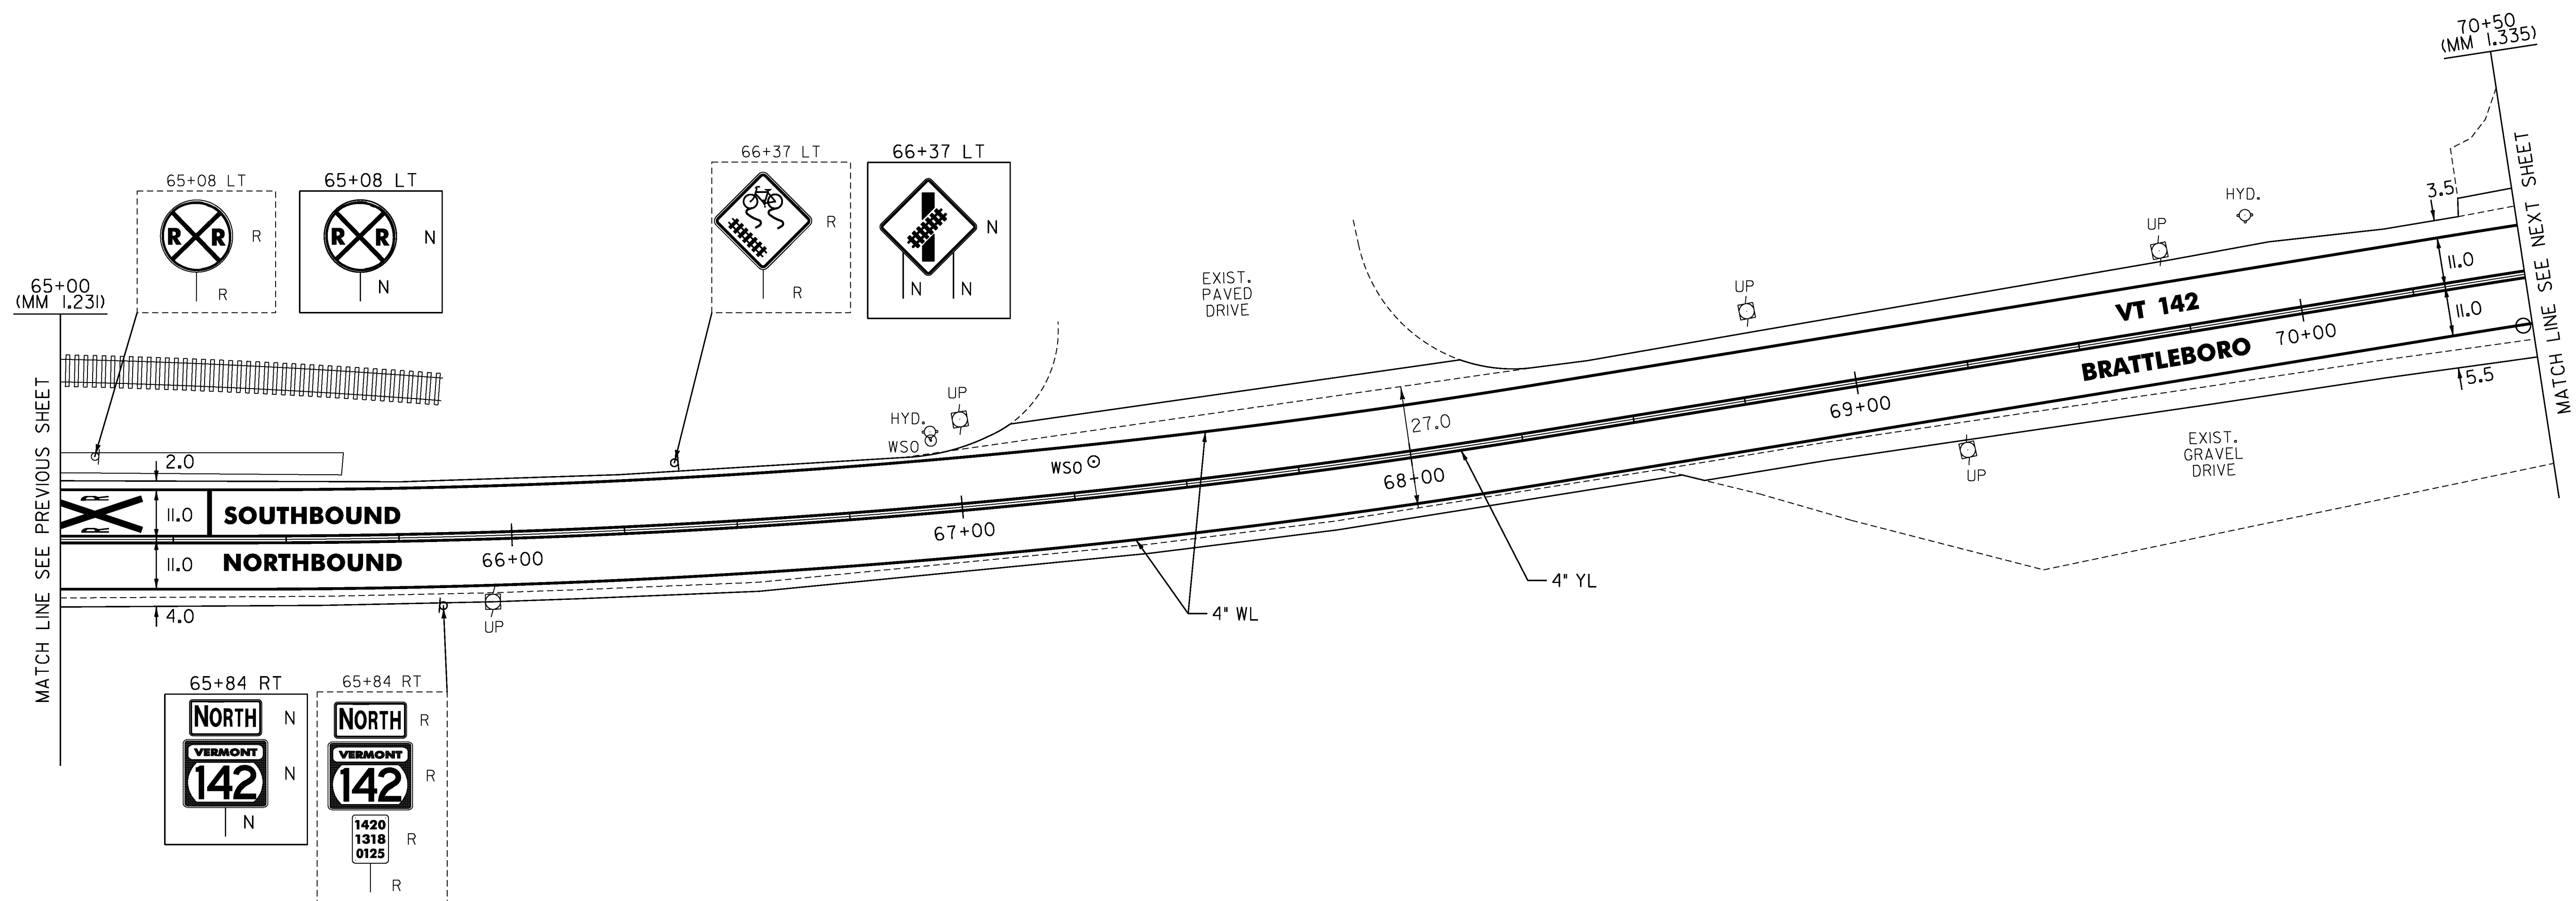 70+50
(MM 1.335)
MATCH LINE SEE NEXT SHEET
65+00
(MM 1.231)
MATCH LINE SEE PREVIOUS SHEET
65+08 LT
R R
R
R
65+08 LT
R R
N
N
66+37 LT
R
R
66+37 LT
N
N N
EXIST.
PAVED
DRIVE
HYD.
UP
WSO
WSO
UP
UP
HYD.
3.5
11.0
11.0
5.5
VT 142
BRATTLEBORO
70+00
69+00
68+00
27.0
67+00
66+00
2.0
R
R
11.0
SOUTHBOUND
11.0
NORTHBOUND
4.0
UP
4" WL
4" YL
UP
EXIST.
GRAVEL
DRIVE
65+84 RT
NORTH N
VERMONT
142 N
N
65+84 RT
NORTH R
VERMONT
142 R
1420
1318 R
0125
R